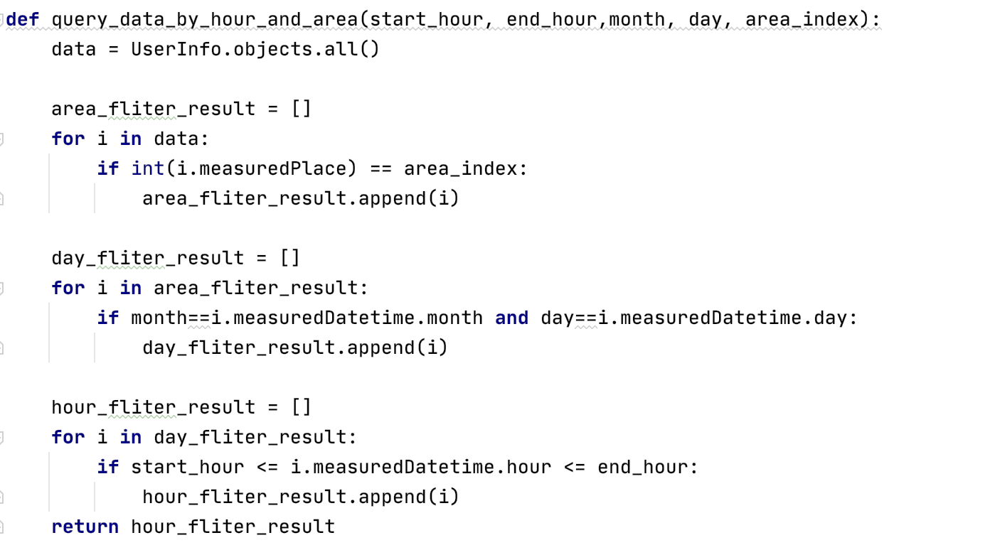 def query_data_by_hour_and_area(start_hour, end_hour,month, day, area_index):
    data = UserInfo.objects.all()
    area_fliter_result = []
    for i in data:
        if int(i.measuredPlace) == area_index:
            area_fliter_result.append(i)
    day_fliter_result = []
    for i in area_fliter_result:
        if month==i.measuredDatetime.month and day==i.measuredDatetime.day:
            day_fliter_result.append(i)
    hour_fliter_result = []
    for i in day_fliter_result:
        if start_hour <= i.measuredDatetime.hour <= end_hour:
            hour_fliter_result.append(i)
    return hour_fliter_result